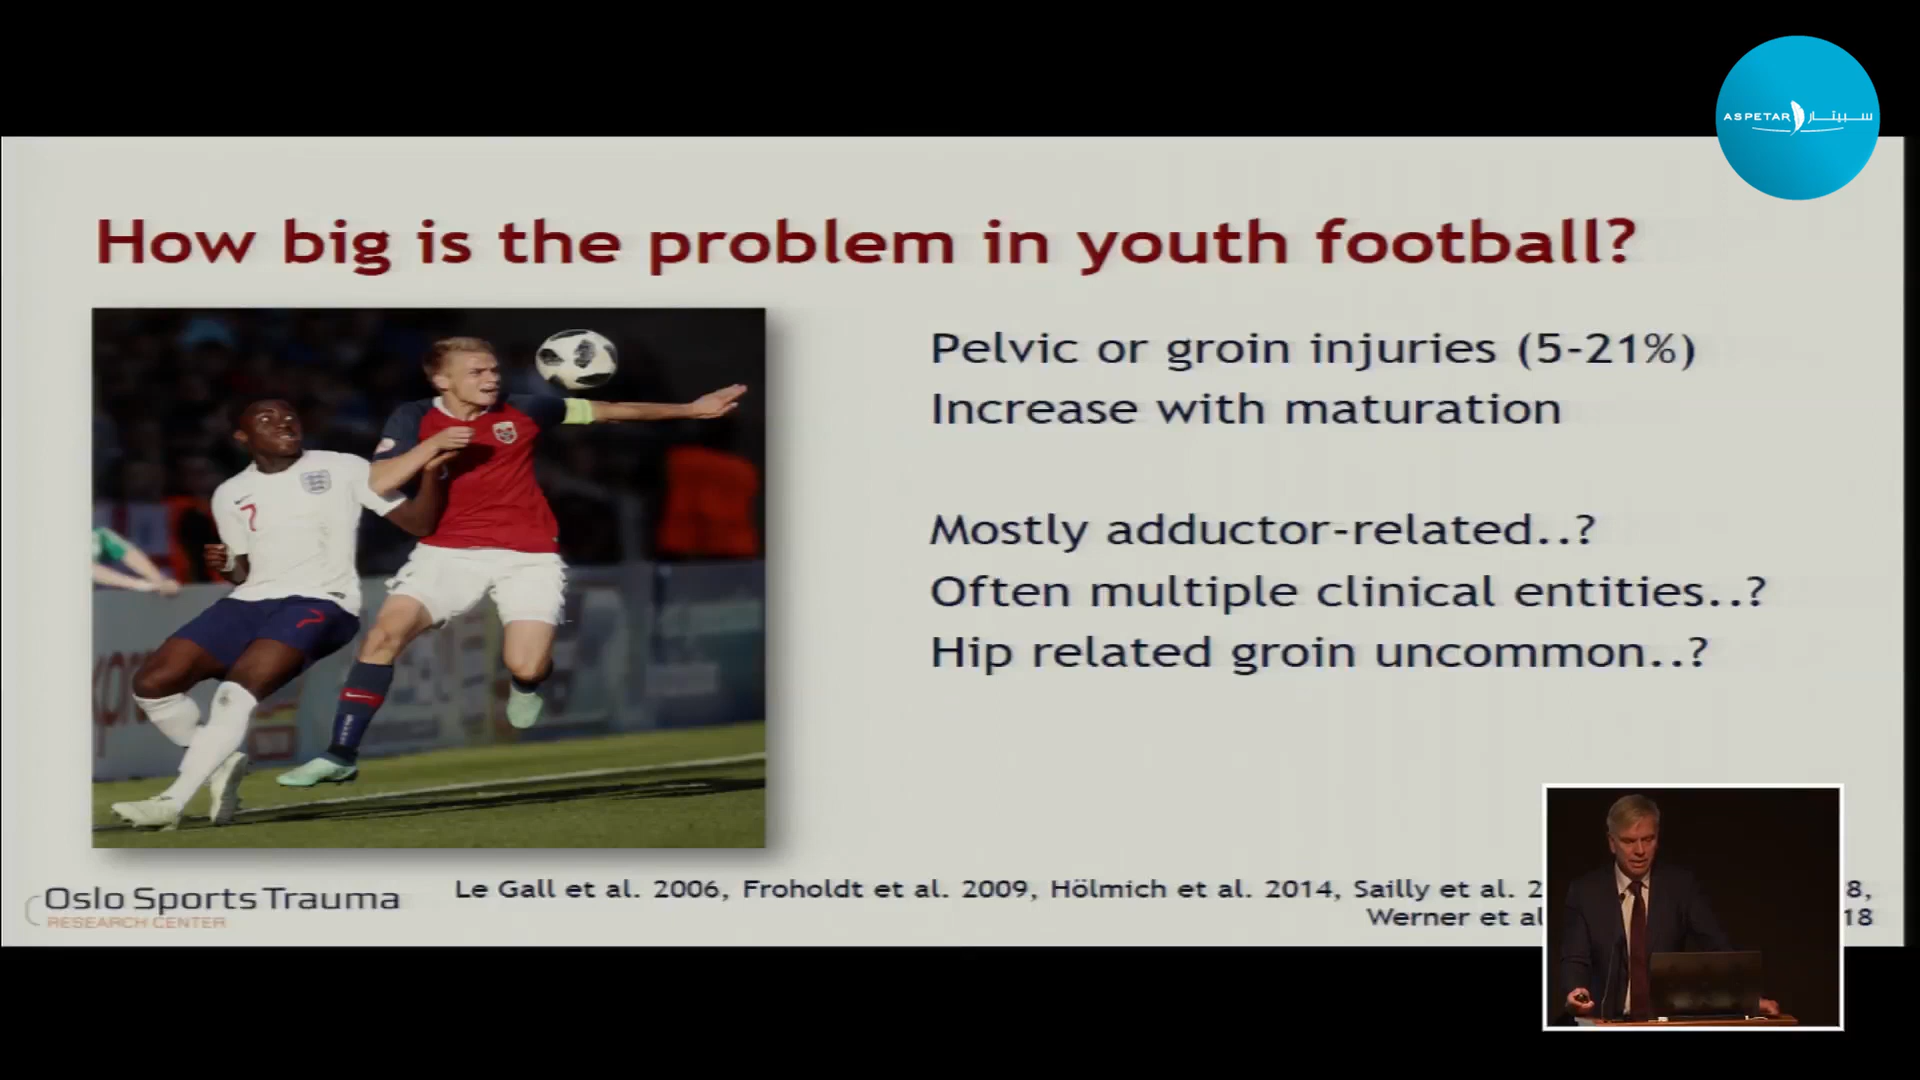 ASPETAR سبيتار
How big is the problem in youth football?
Pelvic or groin injuries (5-21%)
Increase with maturation
Mostly adductor-related..?
Often multiple clinical entities..?
Hip related groin uncommon..?
7
7
Oslo Sports Trauma
RESEARCH CENTER
Le Gall et al. 2006, Froholdt et al. 2009, Hölmich et al. 2014, Sailly et al. 2 8,
Werner et al 18